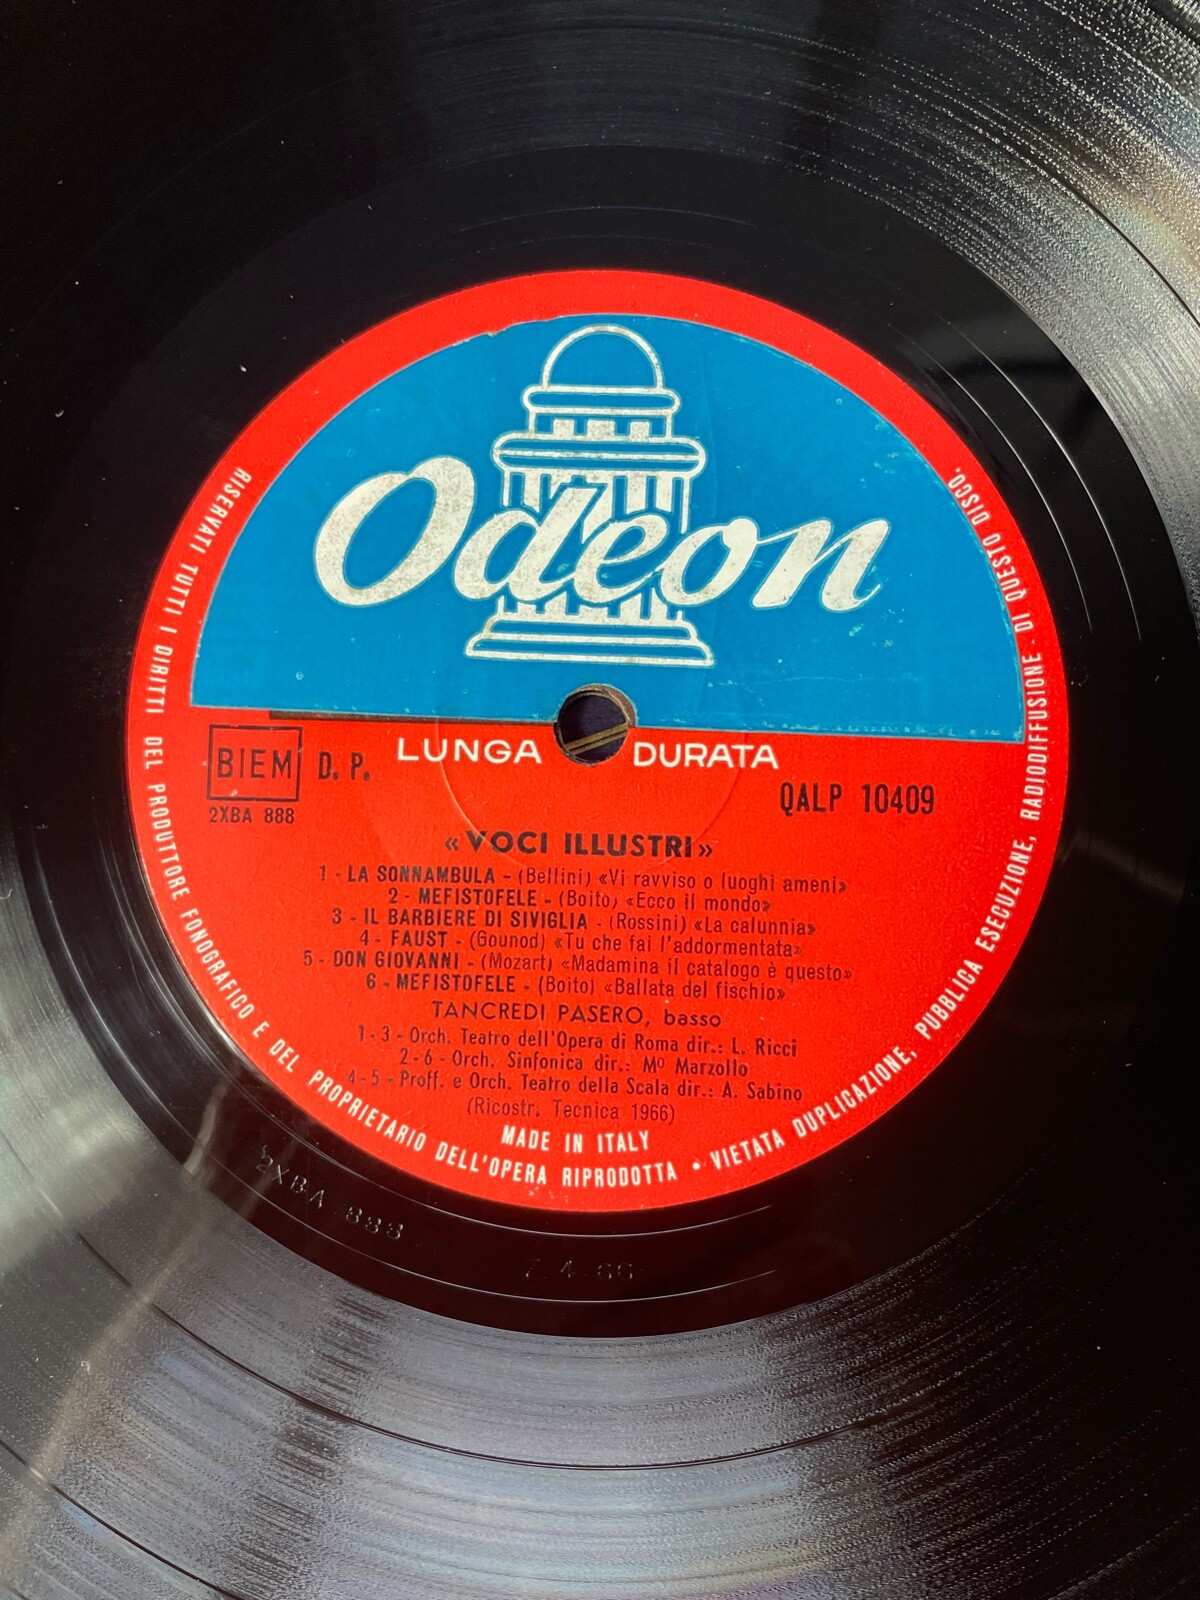 Odeon
LUNGA DURATA
BIEM D. P.
2XBA 888
QALP 10409
«VOCI ILLUSTRI»
1 - LA SONNAMBULA - (Bellini) «Vi ravviso o luoghi ameni»
2 - MEFISTOFELE - (Boito) «Ecco il mondo»
3 - IL BARBIERE DI SIVIGLIA - (Rossini) «La calunnia»
4 - FAUST - (Gounod) «Tu che fai l'addormentata»
5 - DON GIOVANNI - (Mozart) «Madamina il catalogo è questo»
6 - MEFISTOFELE - (Boito) «Ballata del fischio»
TANCREDI PASERO, basso
1 - 3 - Orch. Teatro dell'Opera di Roma dir.: L. Ricci
2 - 6 - Orch. Sinfonica dir.: Mº Marzollo
4 - 5 - Proff. e Orch. Teatro della Scala dir.: A. Sabino
(Ricostr. Tecnica 1966)
MADE IN ITALY
RISERVATI TUTTI I DIRITTI DEL PRODUTTORE FONOGRAFICO E DEL PROPRIETARIO DELL'OPERA RIPRODOTTA • VIETATA DUPLICAZIONE, PUBBLICA ESECUZIONE, RADIODIFFUSIONE DI QUESTO DISCO.
2XBA 888
7 4 66